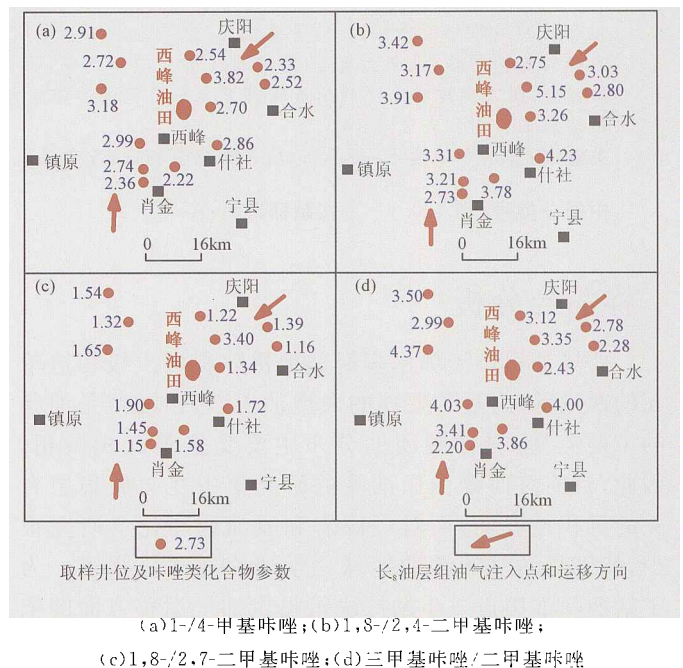 (a)
2.91
庆阳
2.54
2.72
3.82
2.33
2.52
3.18
2.70
合水
西峰油田
2.99
西峰
2.86
镇原
2.74
什社
2.36
2.22
肖金
宁县
0 16km
(b)
3.42
庆阳
2.75
3.17
3.03
5.15
2.80
3.91
3.26
合水
西峰油田
3.31
西峰
4.23
镇原
什社
3.21
3.78
2.73
肖金
宁县
0 16km
(c)
1.54
庆阳
1.22
1.32
1.39
3.40
1.16
1.65
1.34
合水
西峰油田
1.90
西峰
1.72
镇原
什社
1.45
1.58
1.15
肖金
宁县
0 16km
(d)
3.50
庆阳
3.12
2.99
2.78
3.35
2.28
4.37
2.43
合水
西峰油田
4.03
西峰
4.00
镇原
什社
3.41
3.86
2.20
肖金
宁县
0 16km
2.73
取样井位及咔唑类化合物参数
长₈油层组油气注入点和运移方向
(a)1-/4-甲基咔唑;(b)1,8-/2,4-二甲基咔唑;
(c)1,8-/2,7-二甲基咔唑;(d)三甲基咔唑/二甲基咔唑